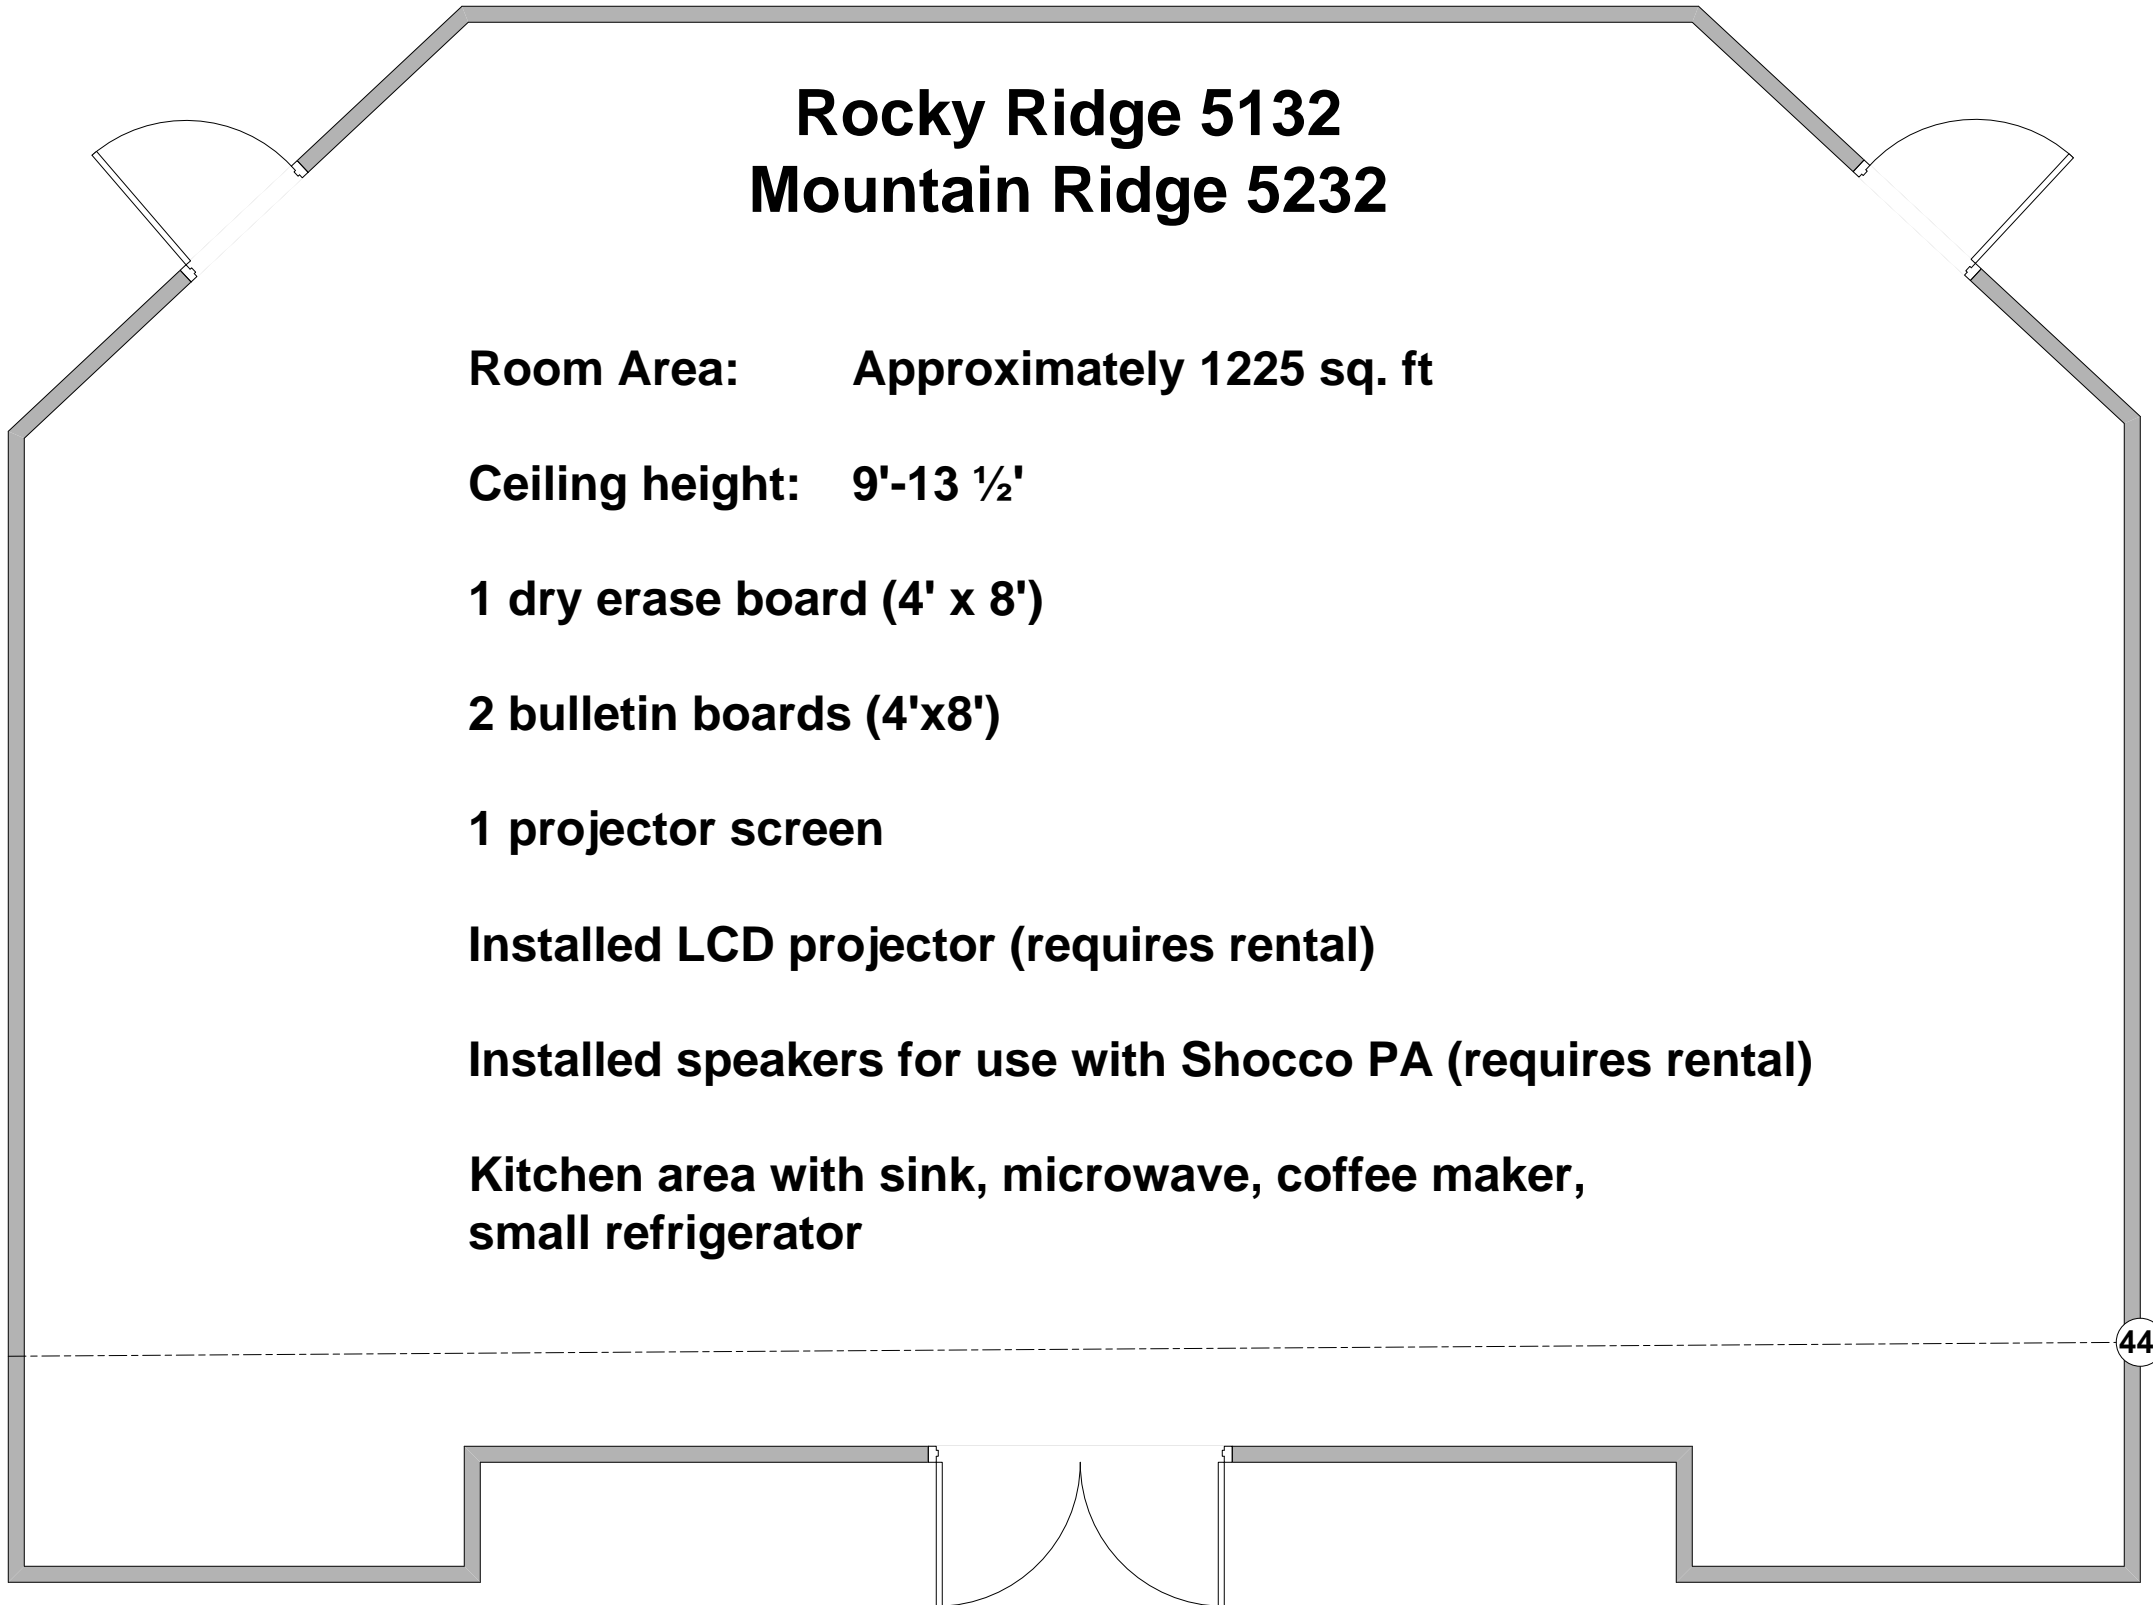 Rocky Ridge 5132
Mountain Ridge 5232
Room Area: Approximately 1225 sq. ft
Ceiling height: 9'-13 ½'
1 dry erase board (4' x 8')
2 bulletin boards (4'x8')
1 projector screen
Installed LCD projector (requires rental)
Installed speakers for use with Shocco PA (requires rental)
Kitchen area with sink, microwave, coffee maker,
small refrigerator
44